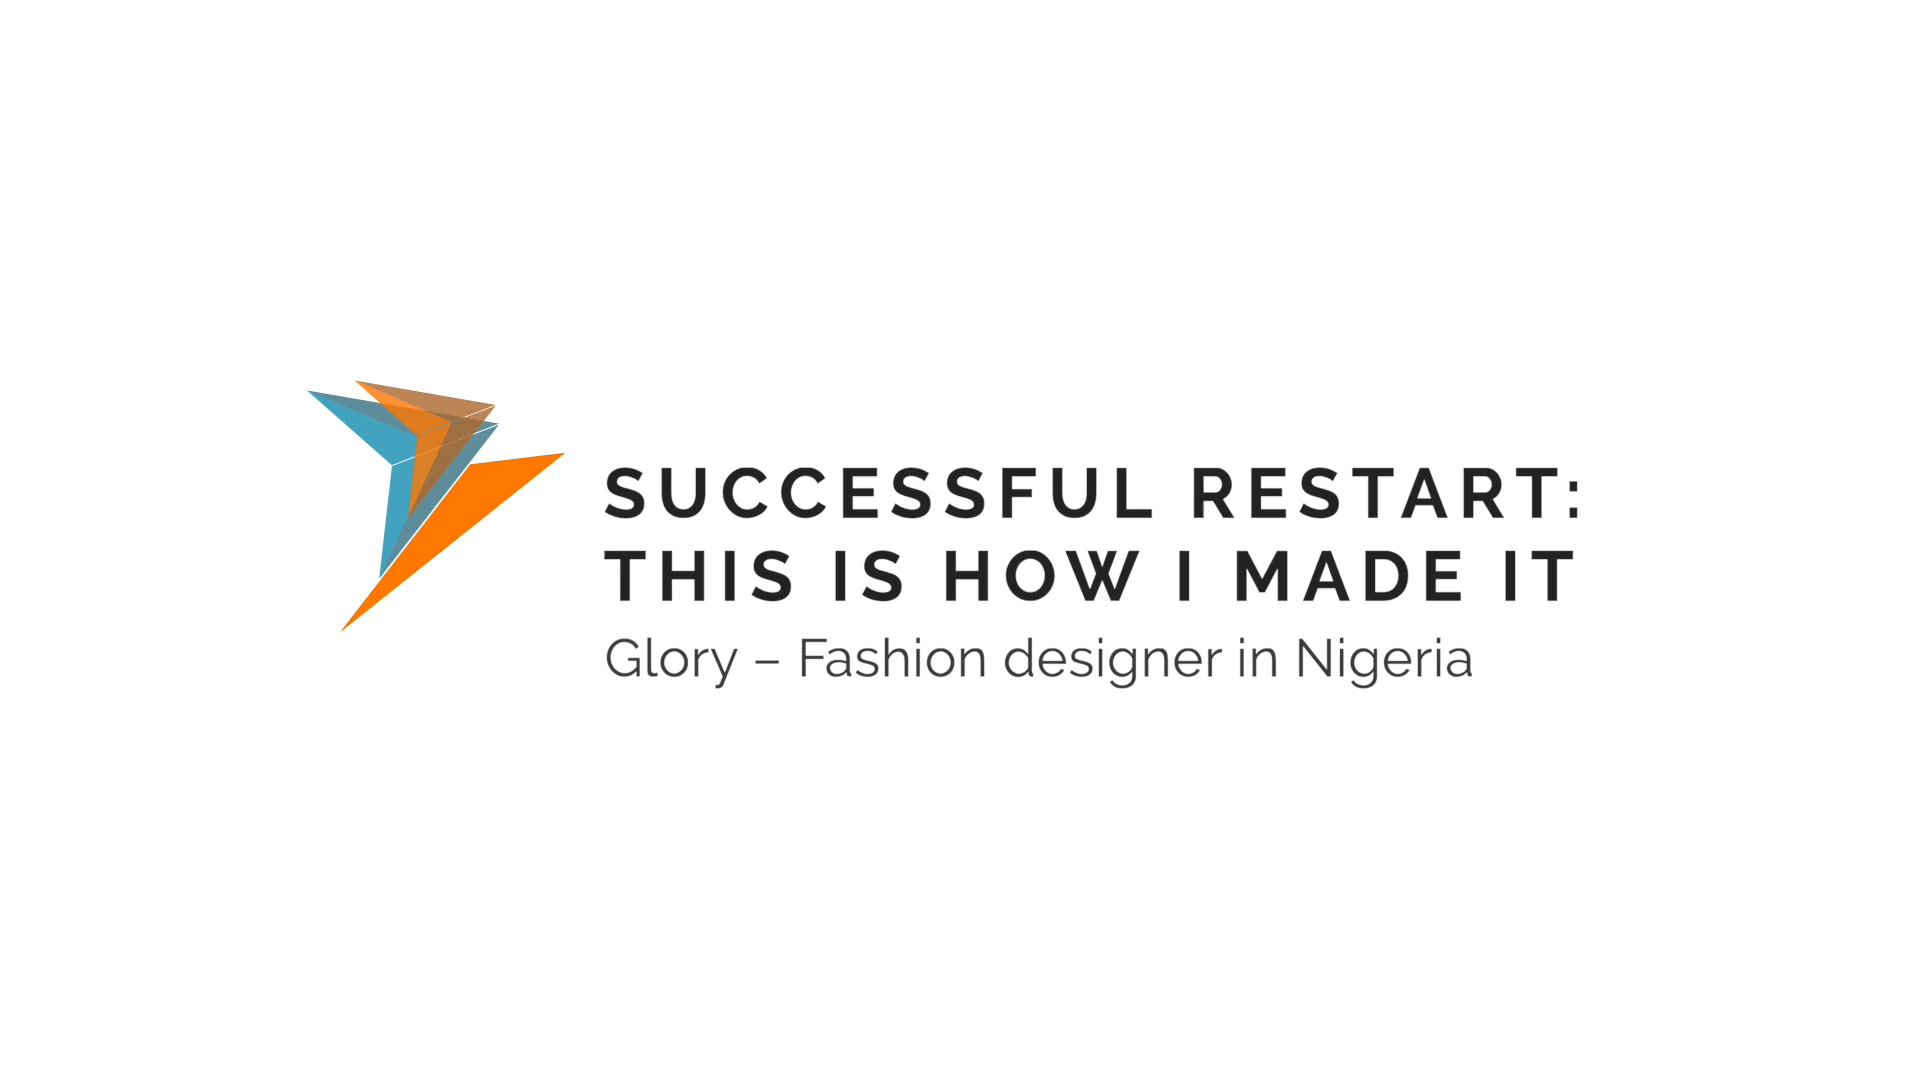 SUCCESSFUL RESTART:
THIS IS HOW I MADE IT
Glory – Fashion designer in Nigeria